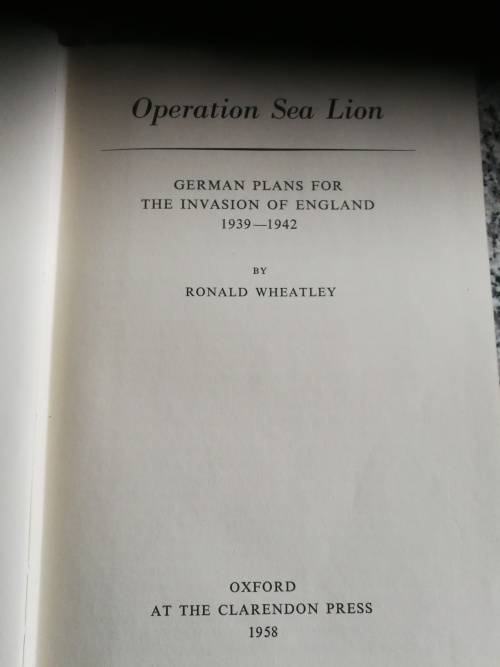 Operation Sea Lion
GERMAN PLANS FOR
THE INVASION OF ENGLAND
1939—1942
BY
RONALD WHEATLEY
OXFORD
AT THE CLARENDON PRESS
1958